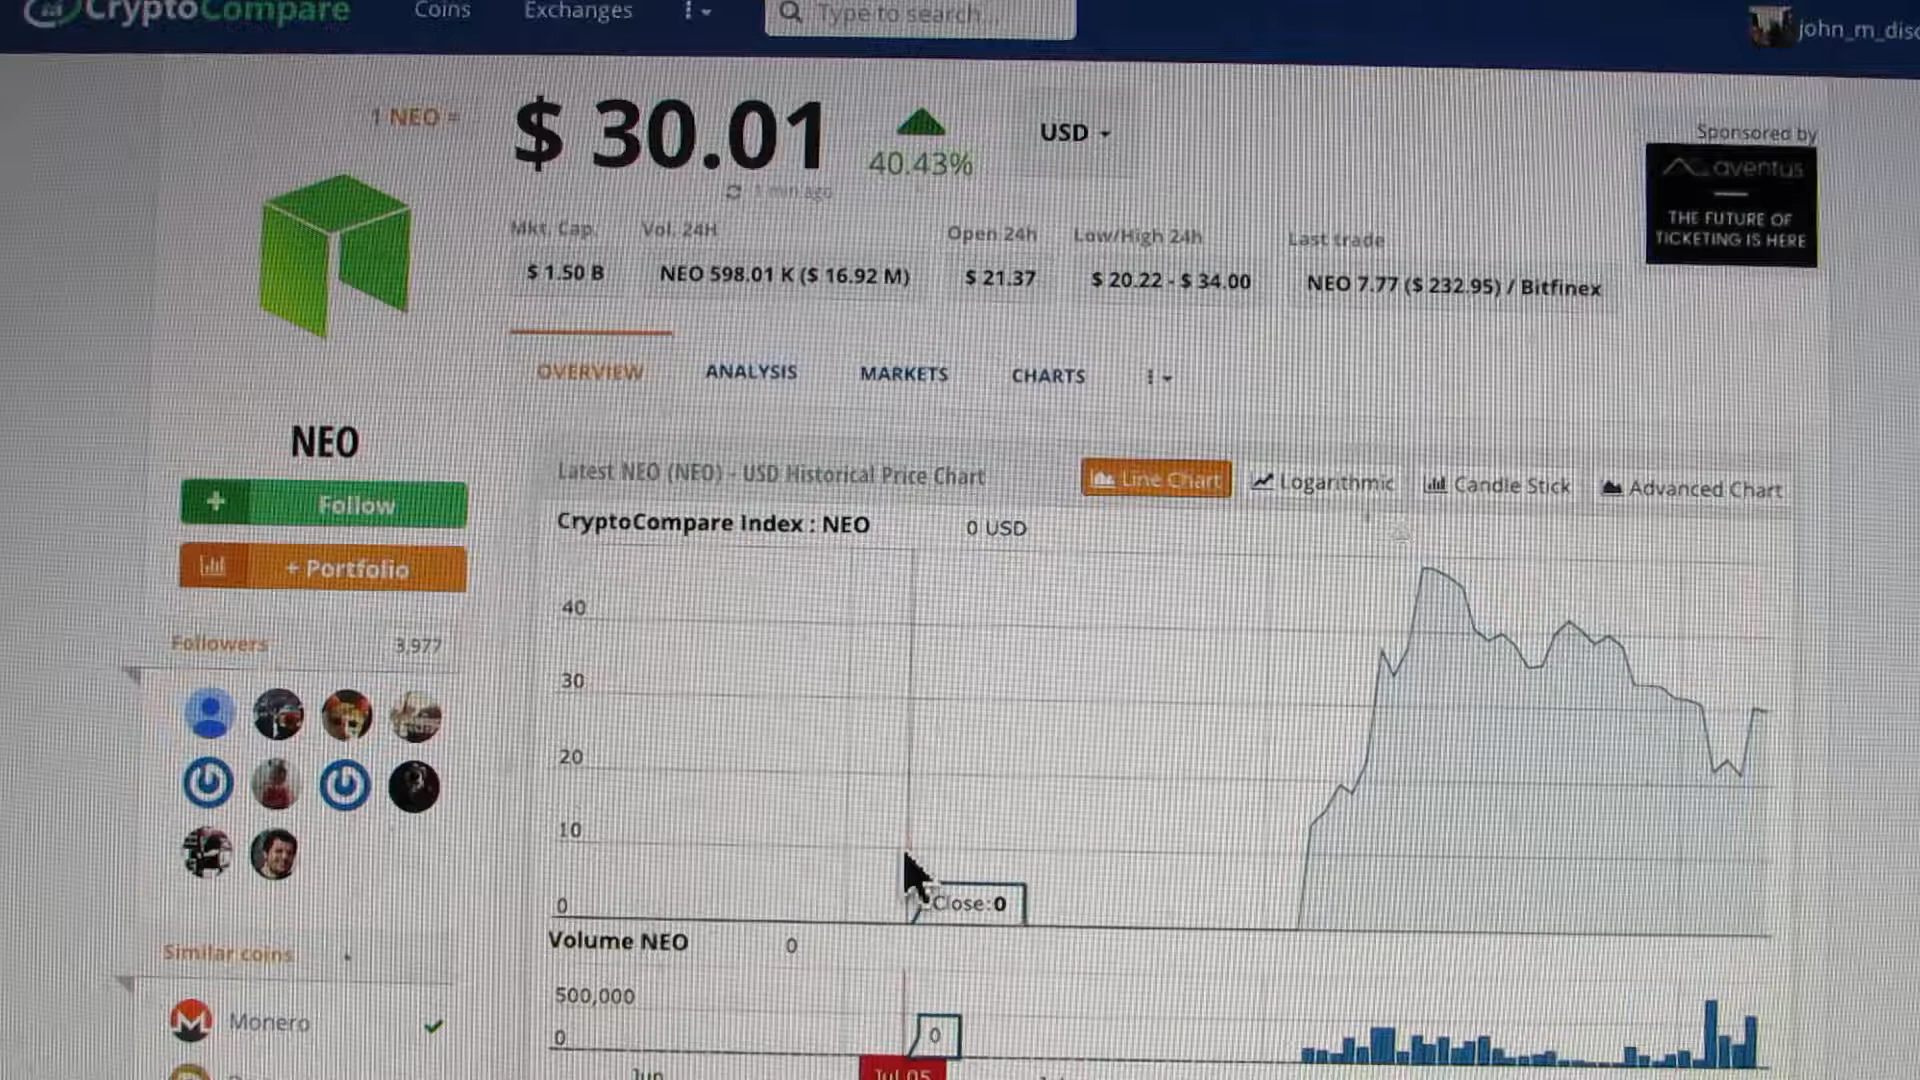 CryptoCompare
Coins
Exchanges
Type to search...
john_m_disc
1 NEO =
$ 30.01
40.43%
USD
1 min ago
Sponsored by
aventus
THE FUTURE OF
TICKETING IS HERE
Mkt. Cap.
Vol. 24H
Open 24h
Low/High 24h
Last trade
$ 1.50 B
NEO 598.01 K ($ 16.92 M)
$ 21.37
$ 20.22 - $ 34.00
NEO 7.77 ($ 232.95) / Bitfinex
OVERVIEW
ANALYSIS
MARKETS
CHARTS
NEO
+ Follow
+ Portfolio
Followers
3,977
Similar coins
Monero
Latest NEO (NEO) - USD Historical Price Chart
Line Chart
Logarithmic
Candle Stick
Advanced Chart
CryptoCompare Index : NEO
0 USD
40
30
20
10
0
Close:0
Volume NEO
0
500,000
0
0
Jun
Jul 05